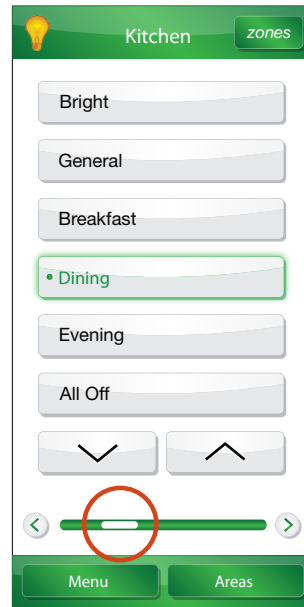 Kitchen
zones
Bright
General
Breakfast
Dining
Evening
All Off
Menu
Areas